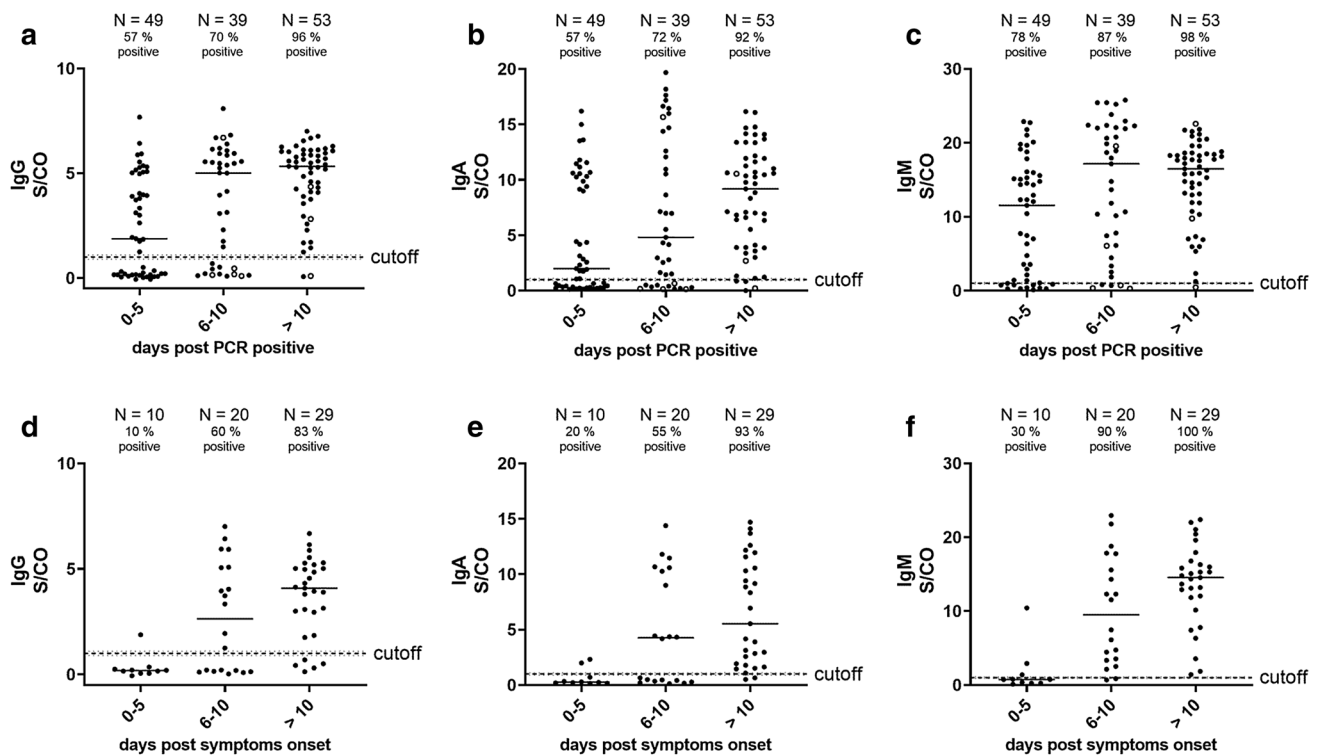 a
N = 49 N = 39 N = 53
57 % 70 % 96 %
positive positive positive
10
5
0
IgG
S/CO
cutoff
0-5 6-10 > 10
days post PCR positive
b
N = 49 N = 39 N = 53
57 % 72 % 92 %
positive positive positive
20
15
10
5
0
IgA
S/CO
cutoff
0-5 6-10 > 10
days post PCR positive
c
N = 49 N = 39 N = 53
78 % 87 % 98 %
positive positive positive
30
20
10
0
IgM
S/CO
cutoff
0-5 6-10 > 10
days post PCR positive
d
N = 10 N = 20 N = 29
10 % 60 % 83 %
positive positive positive
10
5
0
IgG
S/CO
cutoff
0-5 6-10 > 10
days post symptoms onset
e
N = 10 N = 20 N = 29
20 % 55 % 93 %
positive positive positive
20
15
10
5
0
IgA
S/CO
cutoff
0-5 6-10 > 10
days post symptoms onset
f
N = 10 N = 20 N = 29
30 % 90 % 100 %
positive positive positive
30
20
10
0
IgM
S/CO
cutoff
0-5 6-10 > 10
days post symptoms onset